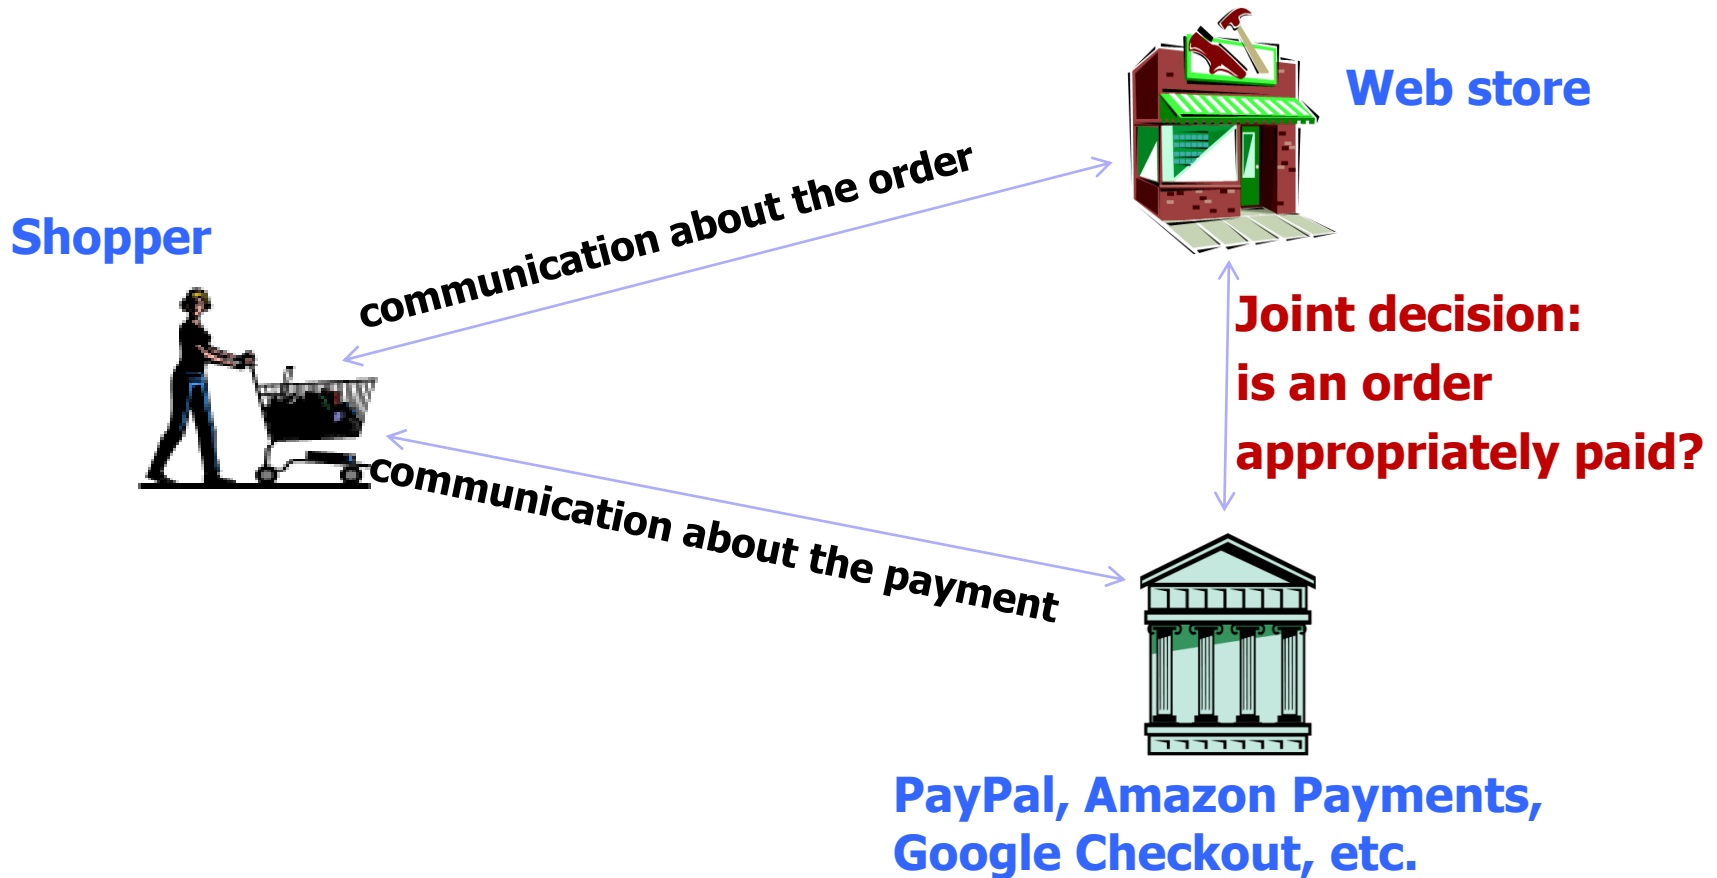 Web store
communication about the order
Shopper
Joint decision:
is an order
appropriately paid?
communication about the payment
PayPal, Amazon Payments,
Google Checkout, etc.